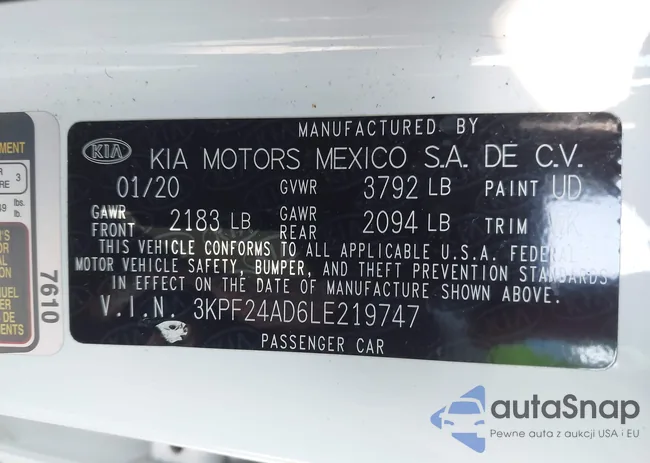 MANUFACTURED BY
KIA KIA MOTORS MEXICO S.A. DE C.V.
01/20 GVWR 3792 LB PAINT UD
GAWR FRONT 2183 LB GAWR REAR 2094 LB TRIM
THIS VEHICLE CONFORMS TO ALL APPLICABLE U.S.A. FEDERAL
MOTOR VEHICLE SAFETY, BUMPER, AND THEFT PREVENTION STANDARDS
IN EFFECT ON THE DATE OF MANUFACTURE SHOWN ABOVE.
V.I.N. 3KPF24AD6LE219747
PASSENGER CAR
7610
3
lbs.
lb.
autaSnap
Pewne auta z aukcji USA i EU